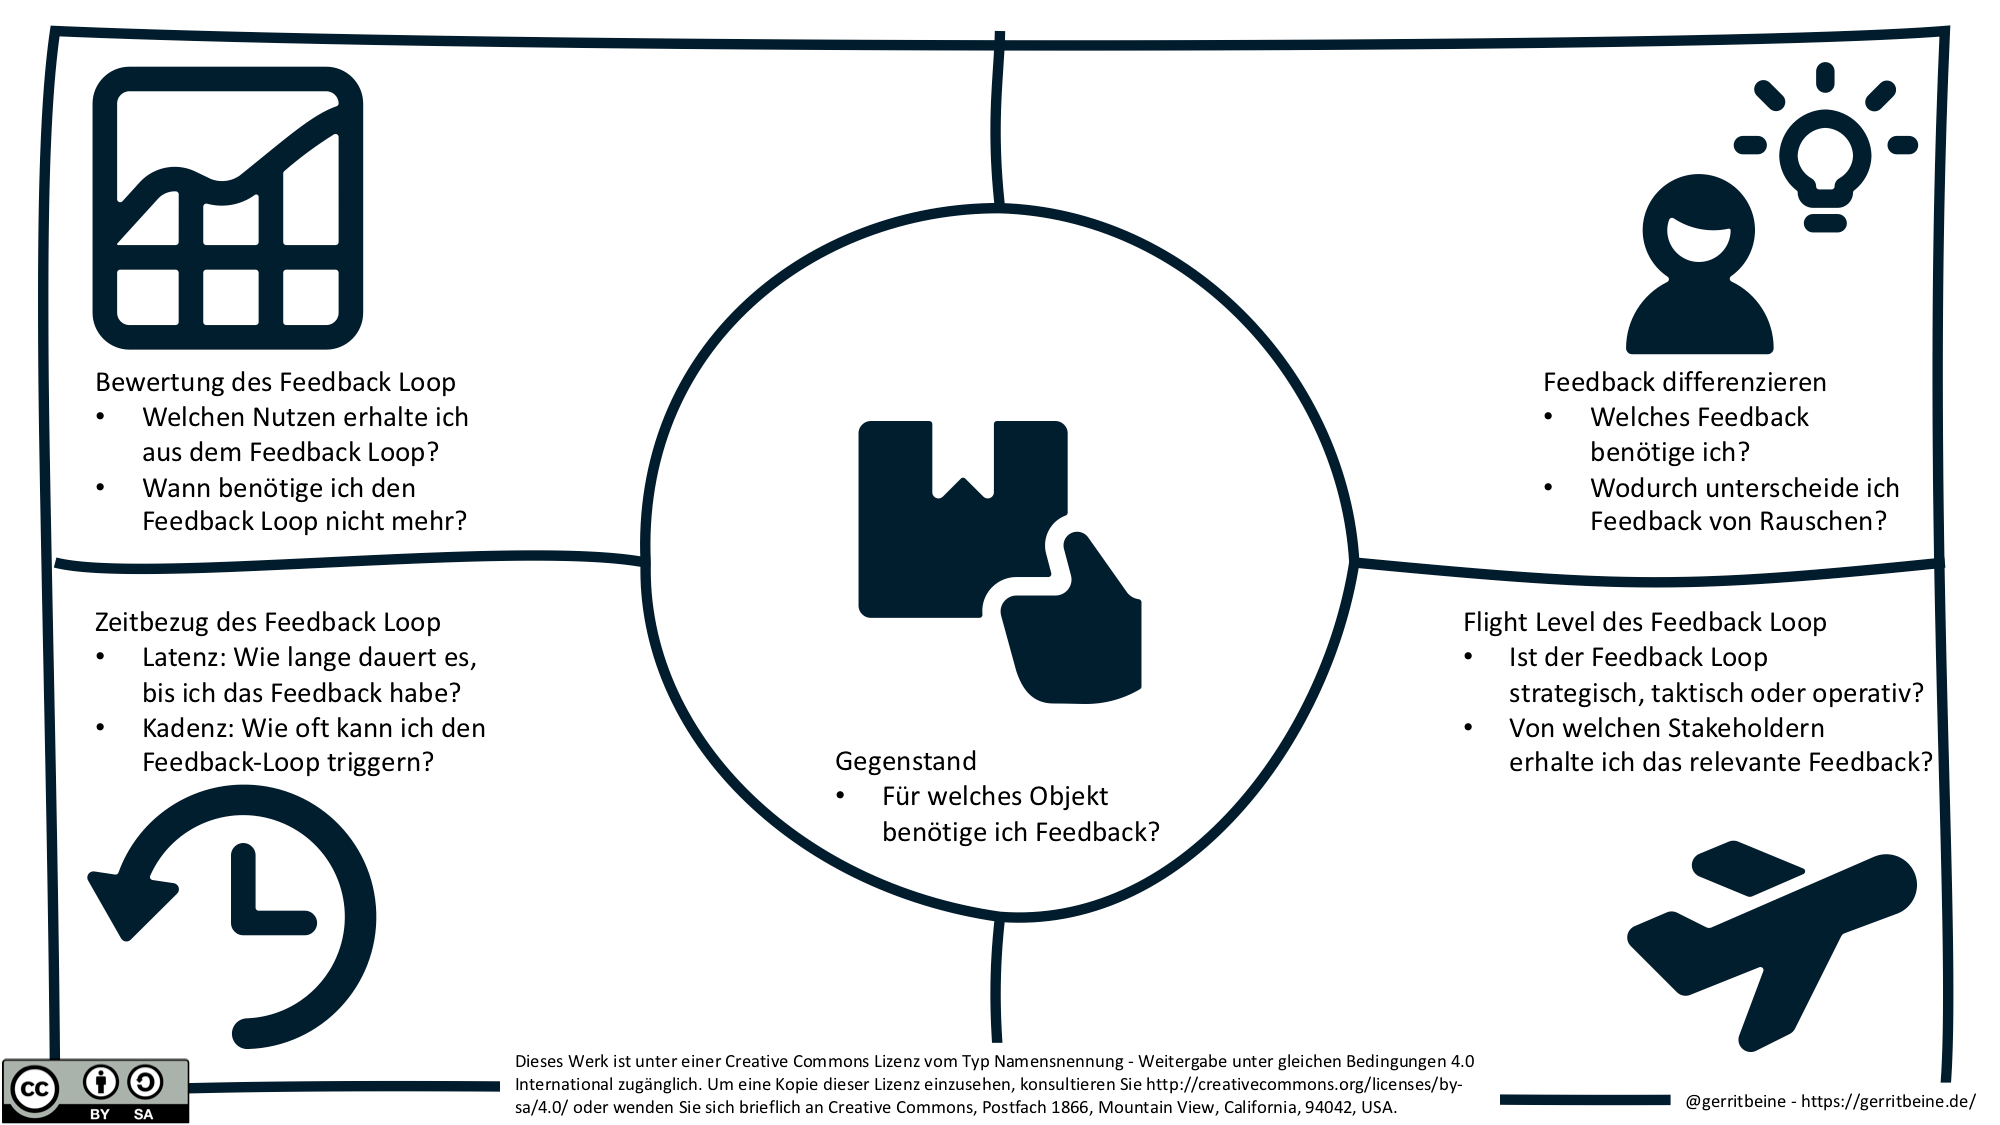 Bewertung des Feedback Loop
• Welchen Nutzen erhalte ich
aus dem Feedback Loop?
• Wann benötige ich den
Feedback Loop nicht mehr?
Feedback differenzieren
• Welches Feedback
benötige ich?
• Wodurch unterscheide ich
Feedback von Rauschen?
Zeitbezug des Feedback Loop
• Latenz: Wie lange dauert es,
bis ich das Feedback habe?
• Kadenz: Wie oft kann ich den
Feedback-Loop triggern?
Flight Level des Feedback Loop
• Ist der Feedback Loop
strategisch, taktisch oder operativ?
• Von welchen Stakeholdern
erhalte ich das relevante Feedback?
Gegenstand
• Für welches Objekt
benötige ich Feedback?
cc
BY SA
Dieses Werk ist unter einer Creative Commons Lizenz vom Typ Namensnennung - Weitergabe unter gleichen Bedingungen 4.0
International zugänglich. Um eine Kopie dieser Lizenz einzusehen, konsultieren Sie http://creativecommons.org/licenses/by-
sa/4.0/ oder wenden Sie sich brieflich an Creative Commons, Postfach 1866, Mountain View, California, 94042, USA.
@gerritbeine - https://gerritbeine.de/